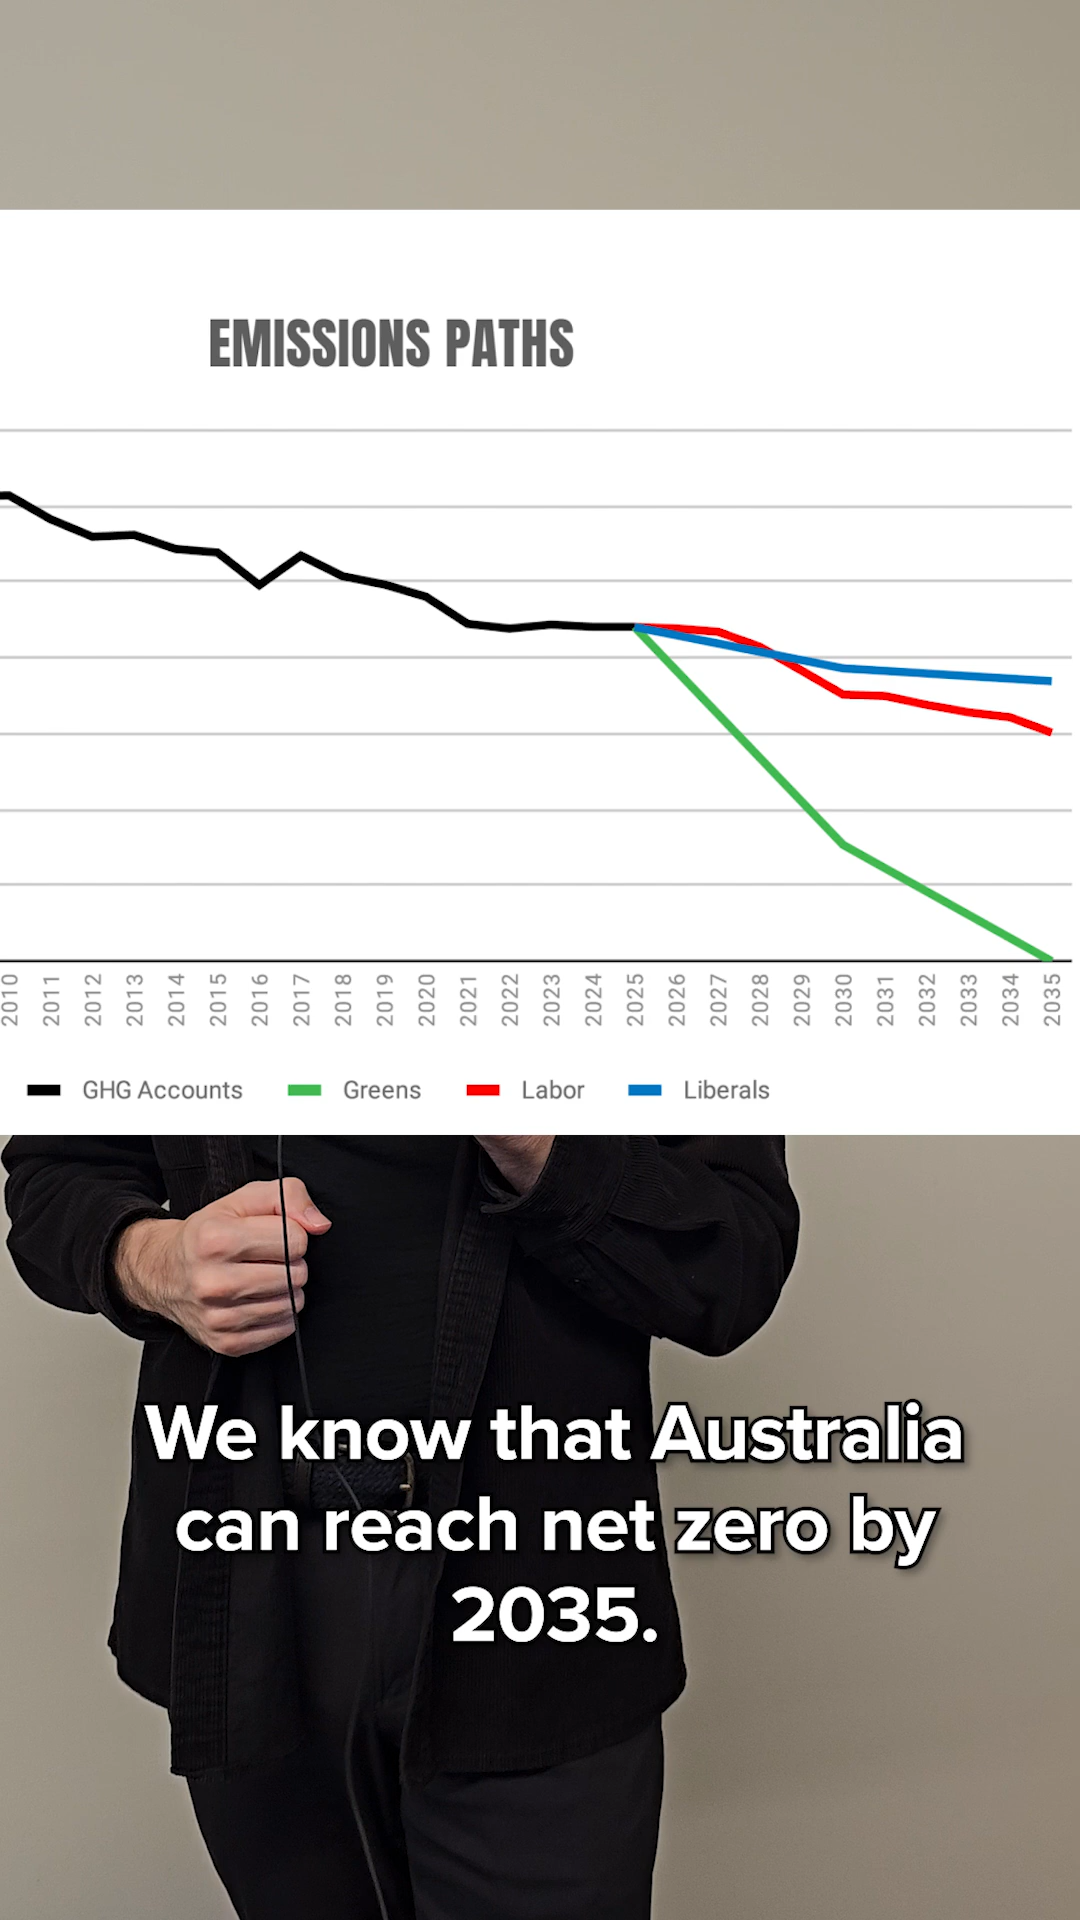 EMISSIONS PATHS
2010 2011 2012 2013 2014 2015 2016 2017 2018 2019 2020 2021 2022 2023 2024 2025 2026 2027 2028 2029 2030 2031 2032 2033 2034 2035
GHG Accounts Greens Labor Liberals
We know that Australia
can reach net zero by
2035.